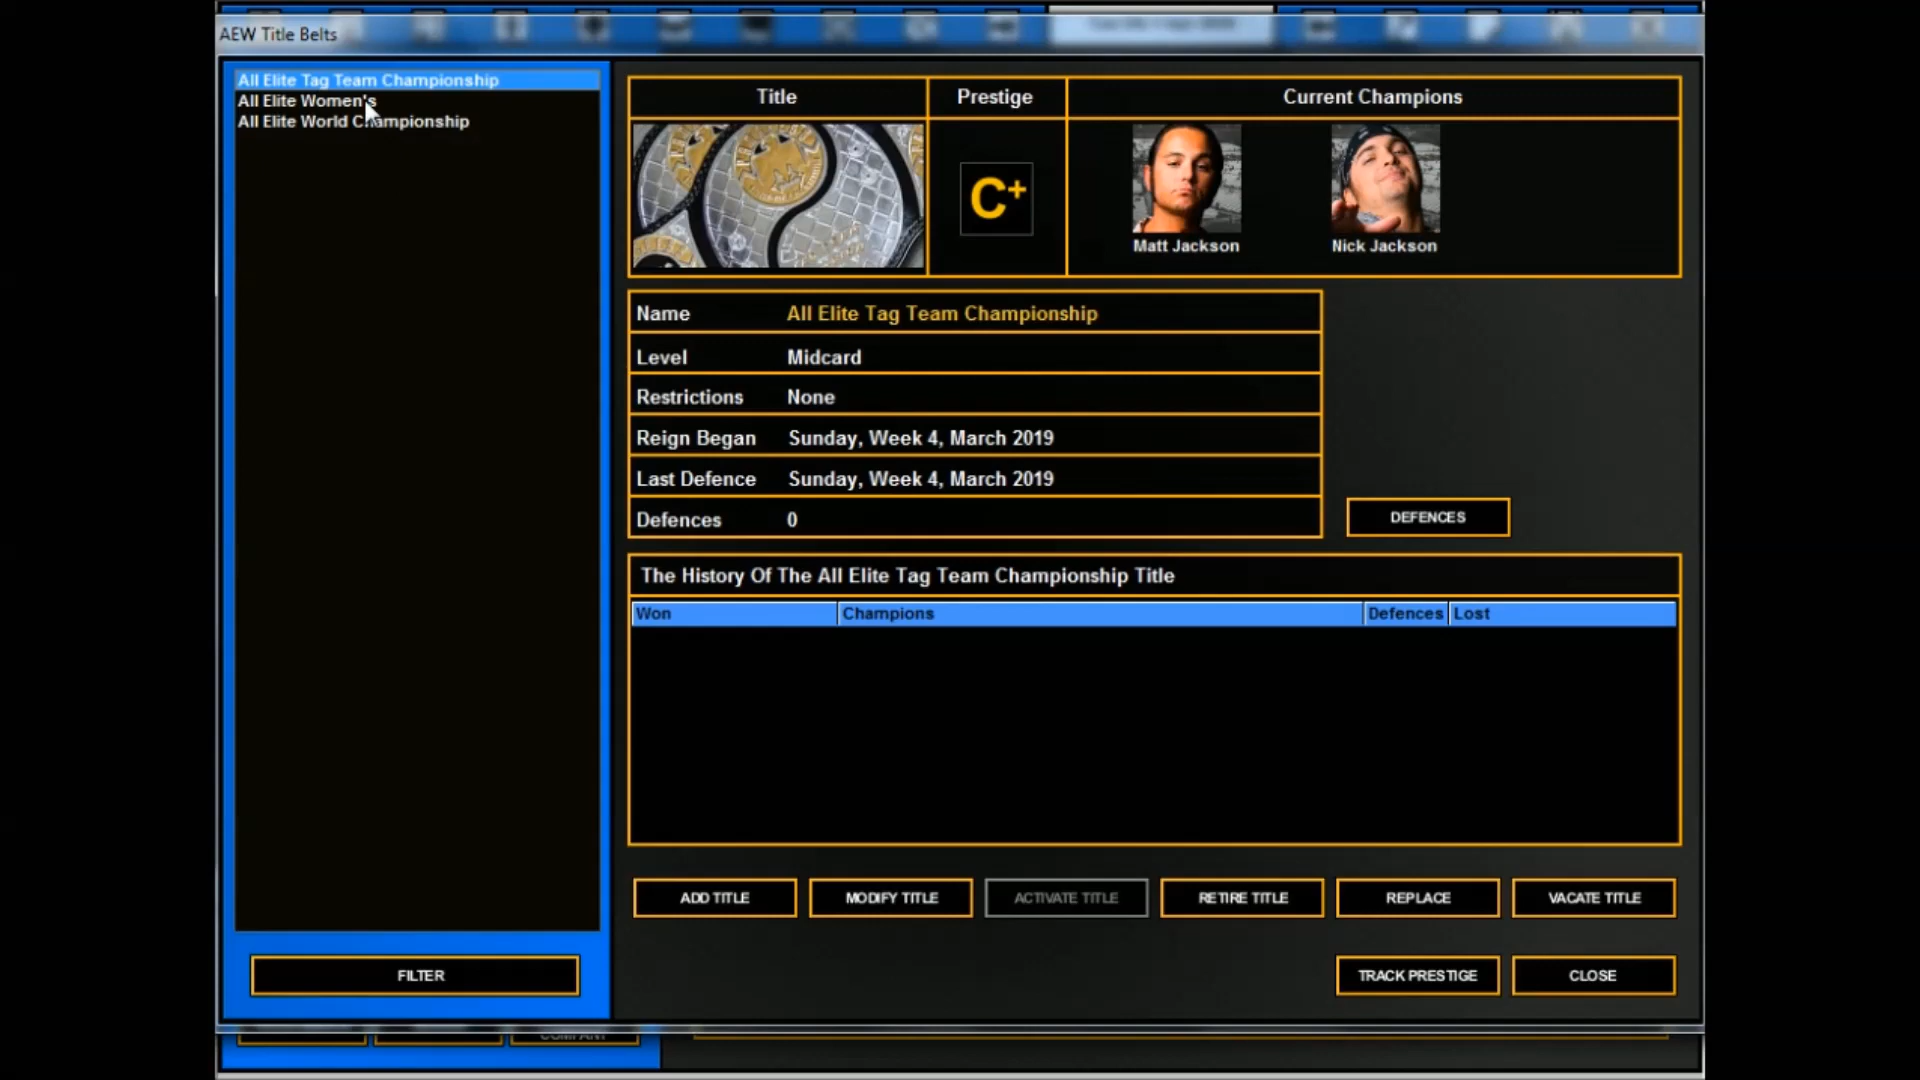 AEW Title Belts
All Elite Tag Team Championship
All Elite Women's
All Elite World Championship
Title
Prestige
Current Champions
C+
Matt Jackson
Nick Jackson
Name
All Elite Tag Team Championship
Level
Midcard
Restrictions
None
Reign Began
Sunday, Week 4, March 2019
Last Defence
Sunday, Week 4, March 2019
Defences
0
DEFENCES
The History Of The All Elite Tag Team Championship Title
Won
Champions
Defences
Lost
ADD TITLE
MODIFY TITLE
ACTIVATE TITLE
RETIRE TITLE
REPLACE
VACATE TITLE
FILTER
TRACK PRESTIGE
CLOSE
COMPANY